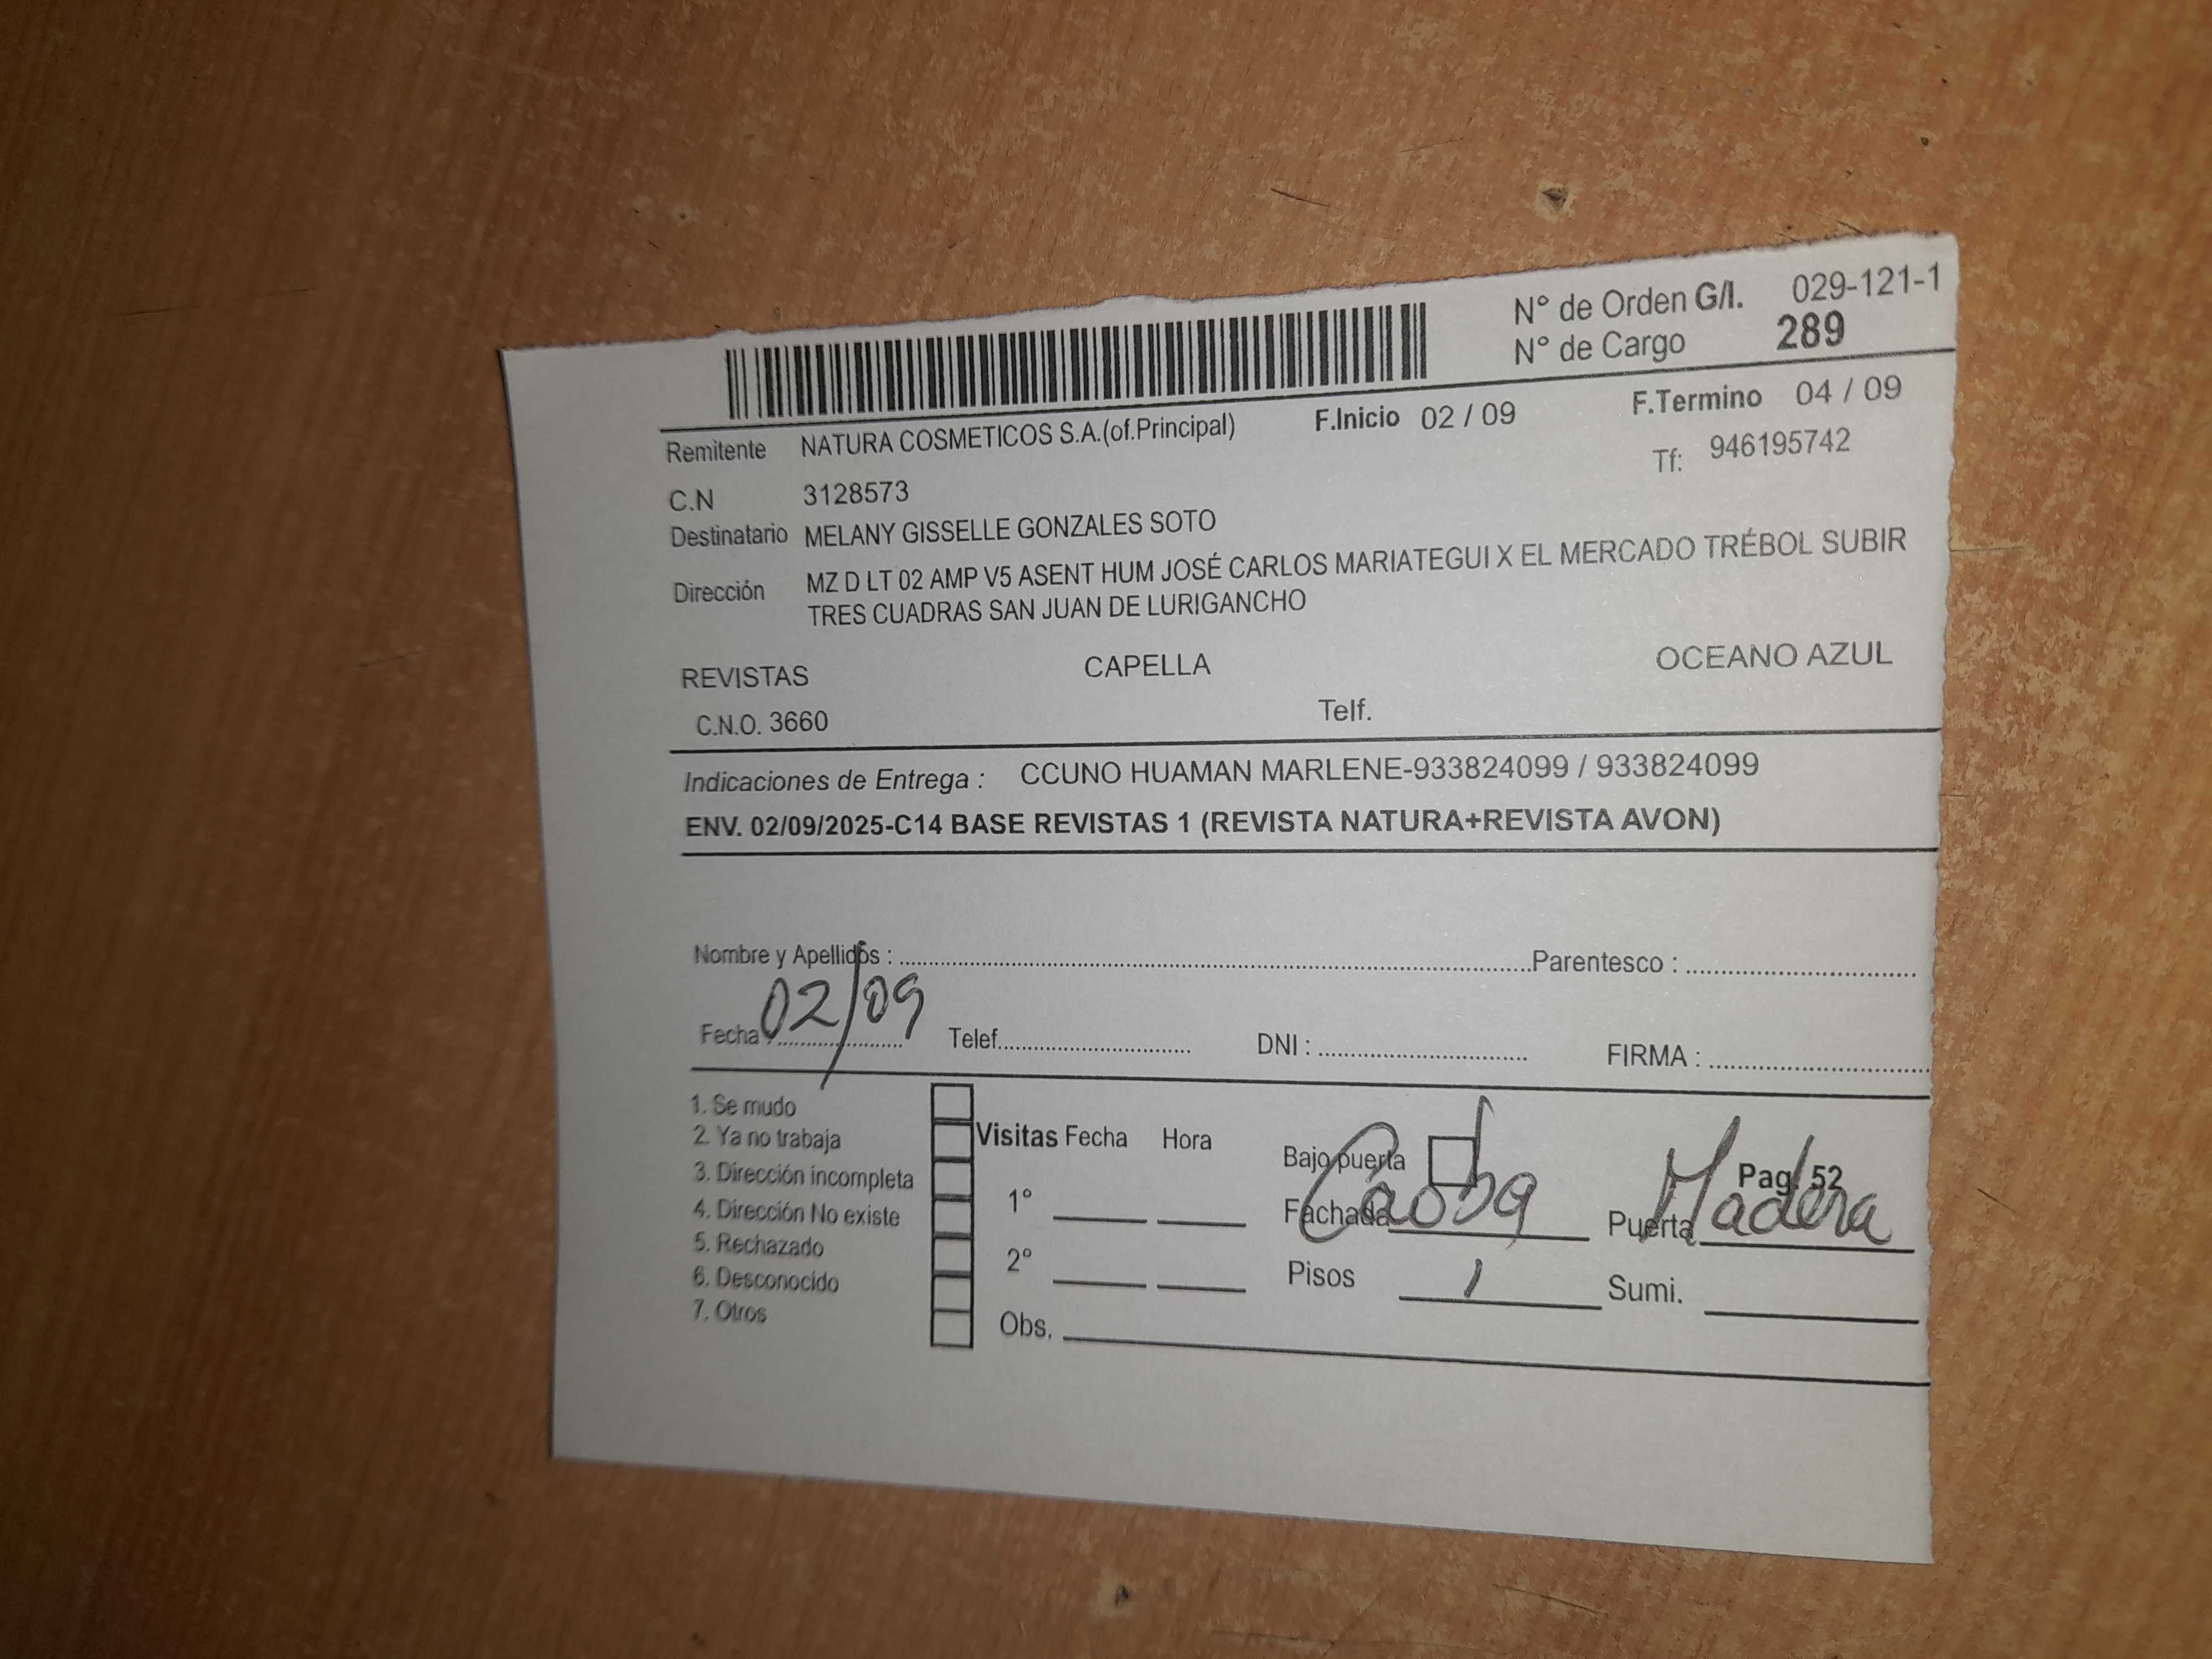 N° de Orden G/I. 029-121-1
N° de Cargo 289
Remitente NATURA COSMETICOS S.A.(of.Principal) F.Inicio 02 / 09 F.Termino 04 / 09
C.N 3128573 Tf: 946195742
Destinatario MELANY GISSELLE GONZALES SOTO
Dirección MZ D LT 02 AMP V5 ASENT HUM JOSÉ CARLOS MARIATEGUI X EL MERCADO TRÉBOL SUBIR
TRES CUADRAS SAN JUAN DE LURIGANCHO
REVISTAS CAPELLA OCEANO AZUL
C.N.O. 3660 Telf.
Indicaciones de Entrega : CCUNO HUAMAN MARLENE-933824099 / 933824099
ENV. 02/09/2025-C14 BASE REVISTAS 1 (REVISTA NATURA+REVISTA AVON)
Nombre y Apellidos : Parentesco :
Fecha : 02/09 Telef. DNI : FIRMA :
1. Se mudo
2. Ya no trabaja Visitas Fecha Hora Bajo puerta Pag. 52
3. Dirección incompleta
4. Dirección No existe 1° Fachada Caoba Puerta Madera
5. Rechazado
6. Desconocido 2° Pisos 1 Sumi.
7. Otros Obs.